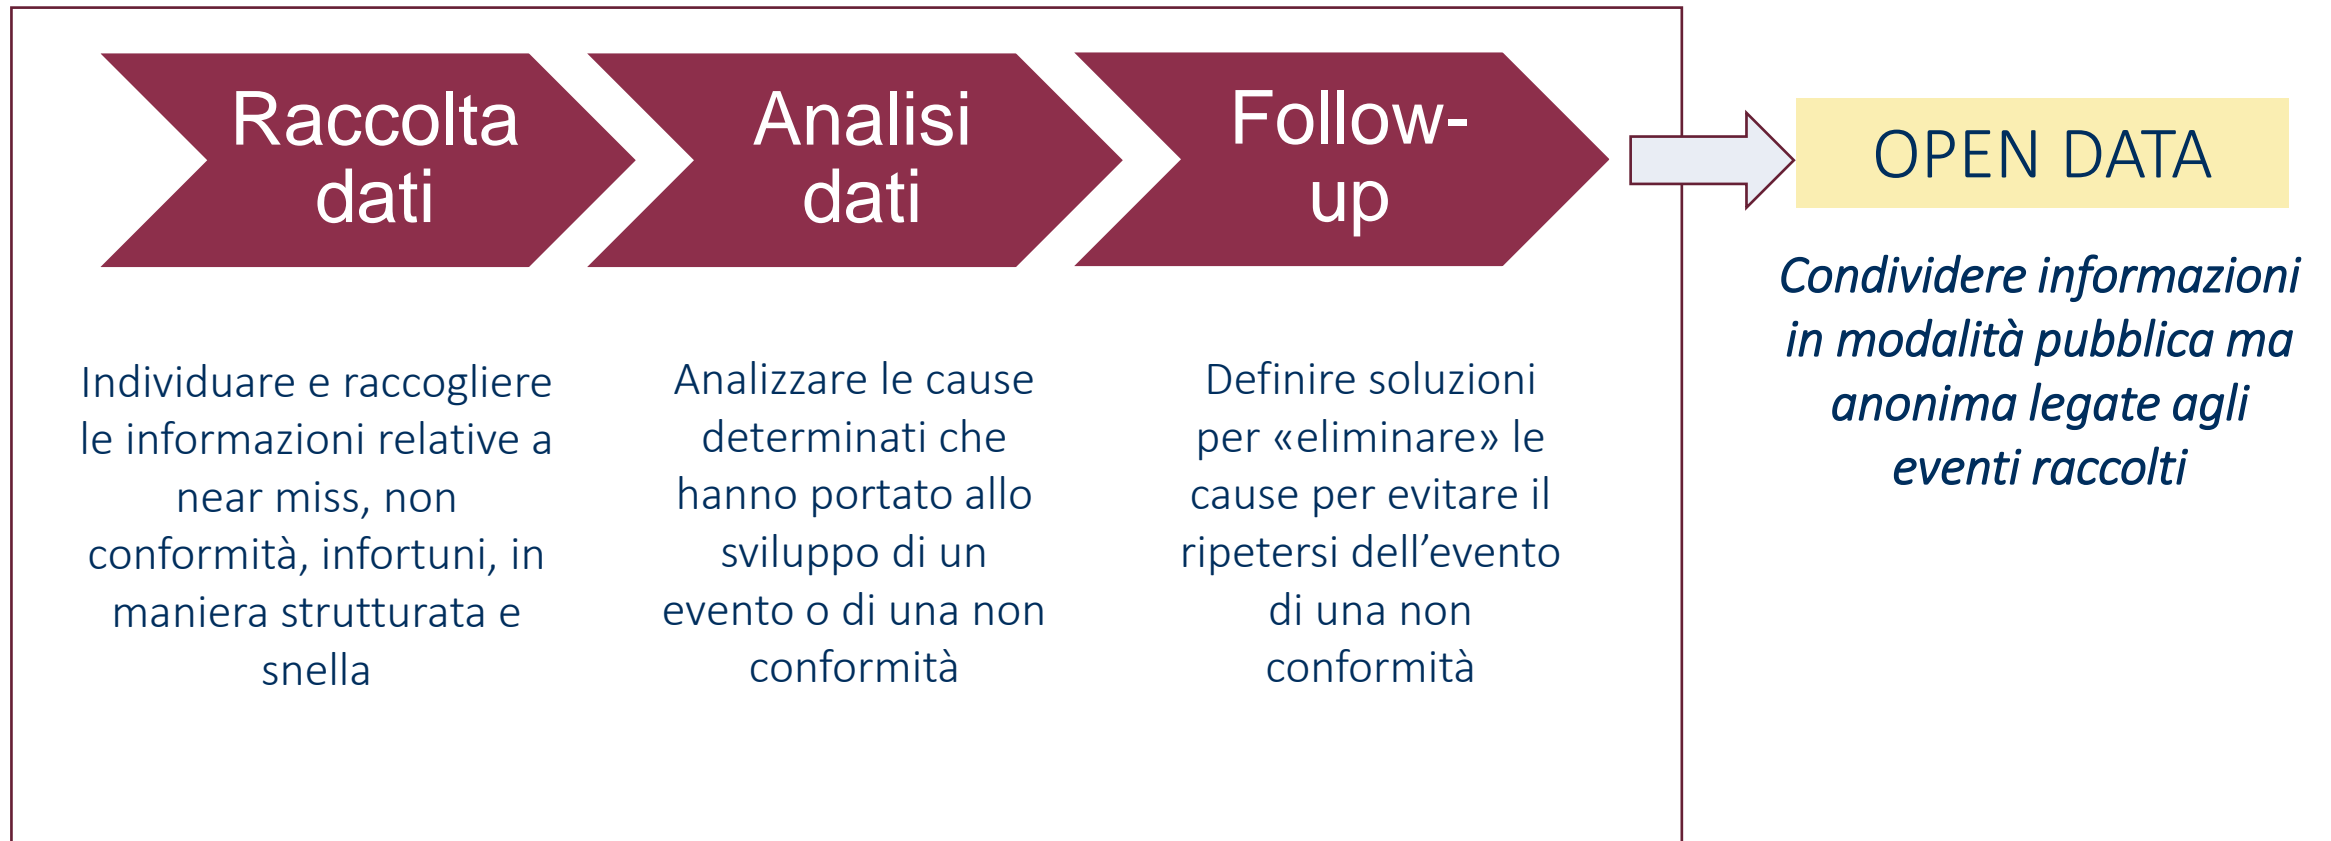 Raccolta
dati
Analisi
dati
Follow-
up
OPEN DATA
Individuare e raccogliere
le informazioni relative a
near miss, non
conformità, infortuni, in
maniera strutturata e
snella
Analizzare le cause
determinati che
hanno portato allo
sviluppo di un
evento o di una non
conformità
Definire soluzioni
per «eliminare» le
cause per evitare il
ripetersi dell’evento
di una non
conformità
Condividere informazioni
in modalità pubblica ma
anonima legate agli
eventi raccolti